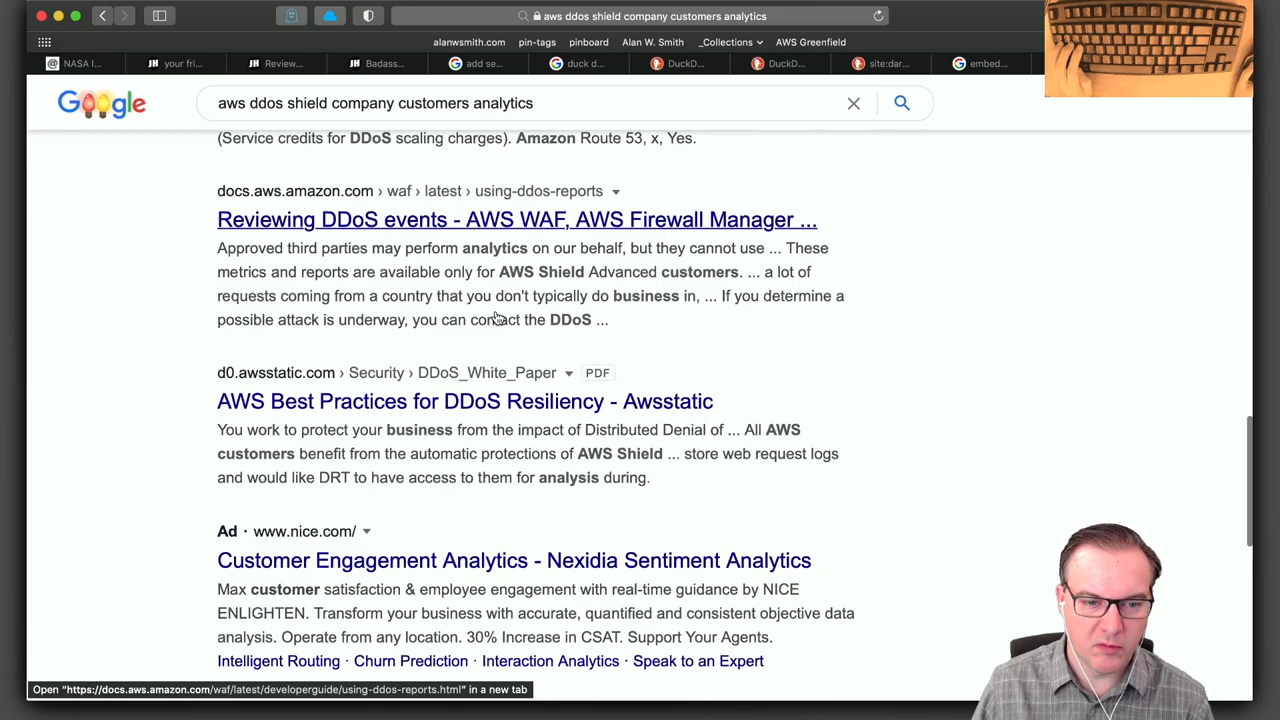 aws ddos shield company customers analytics
alanwsmith.com pin-tags pinboard Alan W. Smith _Collections AWS Greenfield
NASA I... your fri... Review... Badass... add se... duck d... DuckD... DuckD... site:dar... embed...
Google aws ddos shield company customers analytics
(Service credits for DDoS scaling charges). Amazon Route 53, x, Yes.
docs.aws.amazon.com › waf › latest › using-ddos-reports
Reviewing DDoS events - AWS WAF, AWS Firewall Manager ...
Approved third parties may perform analytics on our behalf, but they cannot use ... These
metrics and reports are available only for AWS Shield Advanced customers. ... a lot of
requests coming from a country that you don't typically do business in, ... If you determine a
possible attack is underway, you can contact the DDoS ...
d0.awsstatic.com › Security › DDoS_White_Paper PDF
AWS Best Practices for DDoS Resiliency - Awsstatic
You work to protect your business from the impact of Distributed Denial of ... All AWS
customers benefit from the automatic protections of AWS Shield ... store web request logs
and would like DRT to have access to them for analysis during.
Ad · www.nice.com/
Customer Engagement Analytics - Nexidia Sentiment Analytics
Max customer satisfaction & employee engagement with real-time guidance by NICE
ENLIGHTEN. Transform your business with accurate, quantified and consistent objective data
analysis. Operate from any location. 30% Increase in CSAT. Support Your Agents.
Intelligent Routing · Churn Prediction · Interaction Analytics · Speak to an Expert
Open "https://docs.aws.amazon.com/waf/latest/developerguide/using-ddos-reports.html" in a new tab